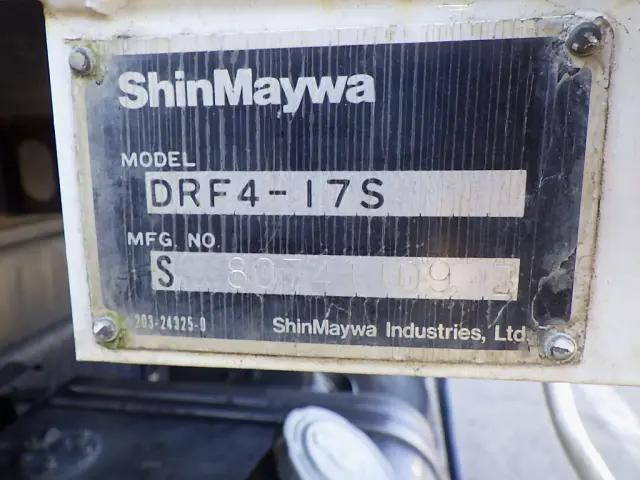 ShinMaywa
MODEL
DRF4-17S
MFG. NO.
S
203-24325-0
ShinMaywa Industries, Ltd.